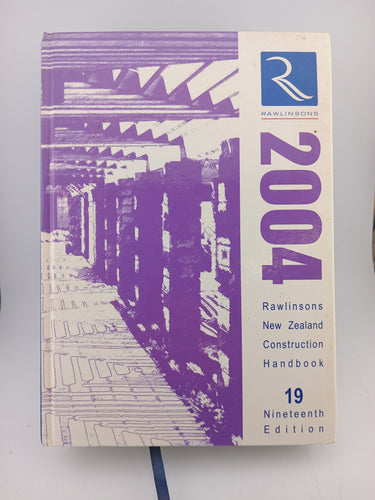 R
RAWLINSONS
2004
Rawlinsons
New Zealand
Construction
Handbook
19
Nineteenth
Edition